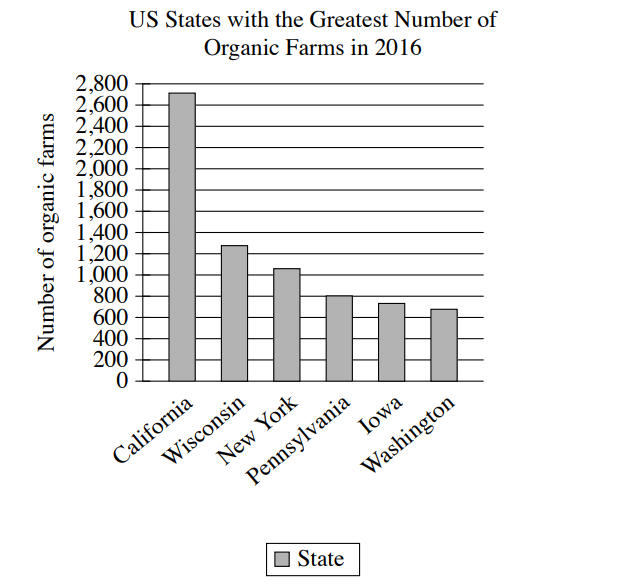 US States with the Greatest Number of
Organic Farms in 2016
Number of organic farms
2,800
2,600
2,400
2,200
2,000
1,800
1,600
1,400
1,200
1,000
800
600
400
200
0
California
Wisconsin
New York
Pennsylvania
Iowa
Washington
State